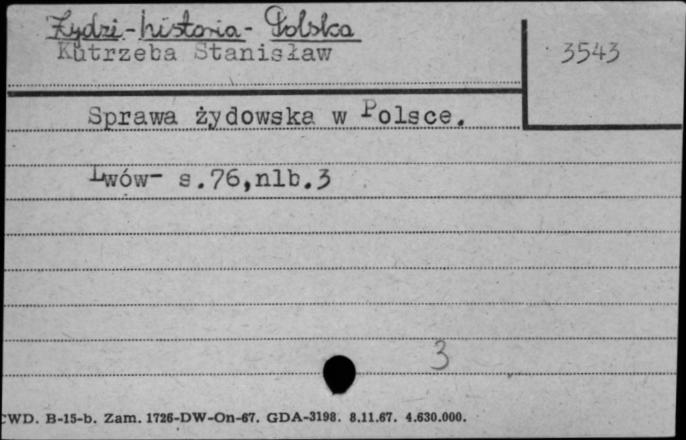 Żydzi - historia - Polska
Kutrzeba Stanisław
3543
Sprawa żydowska w Polsce.
Lwów- s.76,nlb.3
3
CWD. B-15-b. Zam. 1726-DW-On-67. GDA-3198. 8.11.67. 4.630.000.